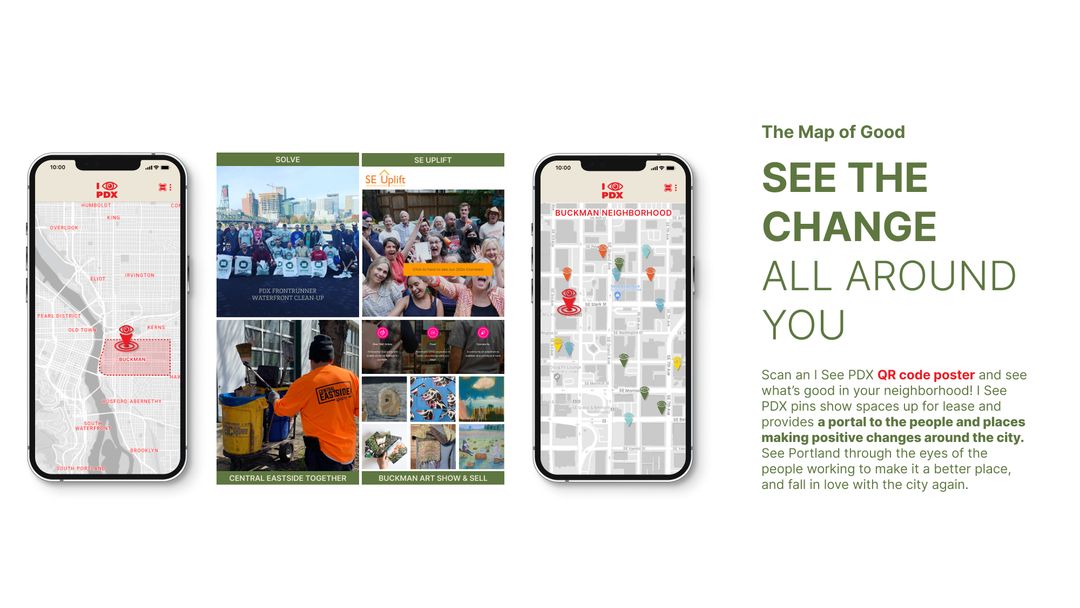 10:00
I
PDX
HUMBOLDT
KING
OVERLOOK
ELIOT
IRVINGTON
PEARL DISTRICT
OLD TOWN
KERNS
BUCKMAN
HOSFORD-ABERNETHY
SOUTH
WATERFRONT
BROOKLYN
SOUTH PORTLAND
SOLVE
PDX FRONTRUNNER
WATERFRONT CLEAN-UP
SE UPLIFT
SE Uplift
CENTRAL
EASTSIDE
CENTRAL EASTSIDE TOGETHER
BUCKMAN ART SHOW & SELL
10:00
I
PDX
BUCKMAN NEIGHBORHOOD
The Map of Good
SEE THE
CHANGE
ALL AROUND
YOU
Scan an I See PDX QR code poster and see
what's good in your neighborhood! I See
PDX pins show spaces up for lease and
provides a portal to the people and places
making positive changes around the city.
See Portland through the eyes of the
people working to make it a better place,
and fall in love with the city again.